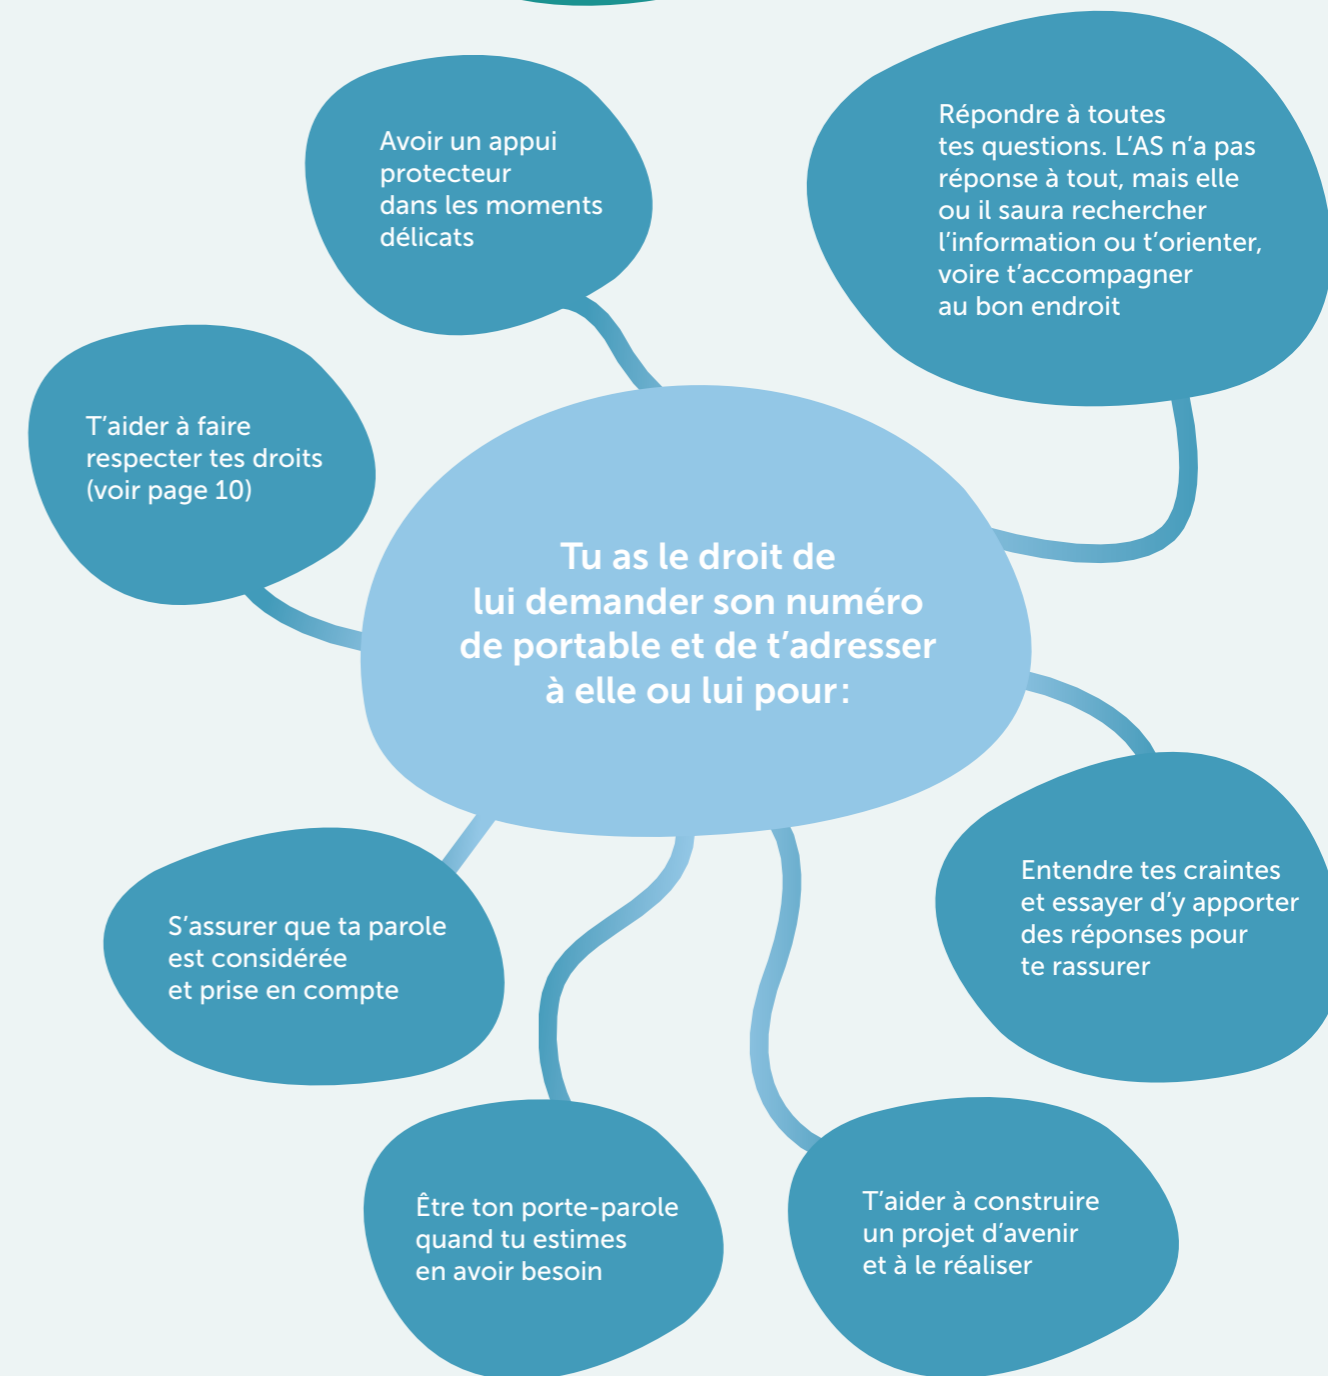 Avoir un appui
protecteur
dans les moments
délicats
Répondre à toutes
tes questions. L’AS n’a pas
réponse à tout, mais elle
ou il saura rechercher
l’information ou t’orienter,
voire t’accompagner
au bon endroit
T’aider à faire
respecter tes droits
(voir page 10)
Tu as le droit de
lui demander son numéro
de portable et de t’adresser
à elle ou lui pour :
Entendre tes craintes
et essayer d’y apporter
des réponses pour
te rassurer
S’assurer que ta parole
est considérée
et prise en compte
Être ton porte-parole
quand tu estimes
en avoir besoin
T’aider à construire
un projet d’avenir
et à le réaliser